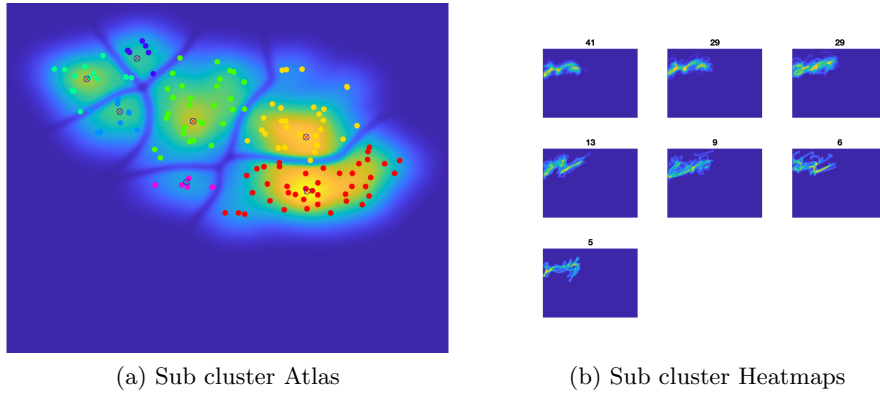 41 29 29
13 9 6
5
(a) Sub cluster Atlas
(b) Sub cluster Heatmaps